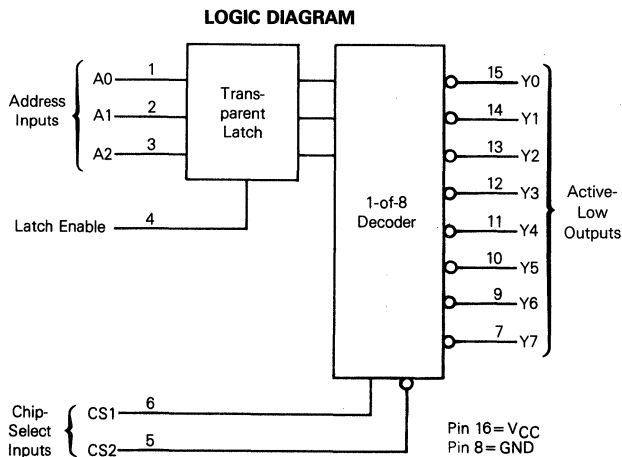 LOGIC DIAGRAM
Address
Inputs
A0
1
A1
2
A2
3
Trans-
parent
Latch
Latch Enable
4
1-of-8
Decoder
15
Y0
14
Y1
13
Y2
12
Y3
11
Y4
10
Y5
9
Y6
7
Y7
Active-
Low
Outputs
Chip-
Select
Inputs
CS1
6
CS2
5
Pin 16=VCC
Pin 8=GND